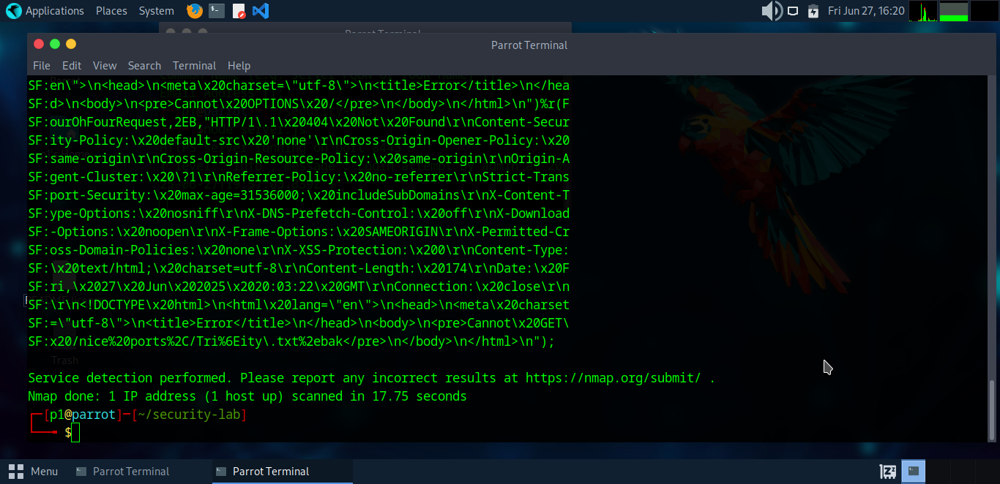 Applications Places System Fri Jun 27, 16:20
Parrot Terminal
Parrot Terminal
File Edit View Search Terminal Help
SF:en\">\n<head>\n<meta\x20charset=\"utf-8\">\n<title>Error</title>\n</hea
SF:d>\n<body>\n<pre>Cannot\x20OPTIONS\x20/</pre>\n</body>\n</html>\n")%r(F
SF:ourOhFourRequest,2EB,"HTTP/1\.1\x20404\x20Not\x20Found\r\nContent-Secur
SF:ity-Policy:\x20default-src\x20'none'\r\nCross-Origin-Opener-Policy:\x20
SF:same-origin\r\nCross-Origin-Resource-Policy:\x20same-origin\r\nOrigin-A
SF:gent-Cluster:\x20\?1\r\nReferrer-Policy:\x20no-referrer\r\nStrict-Trans
SF:port-Security:\x20max-age=31536000;\x20includeSubDomains\r\nX-Content-T
SF:ype-Options:\x20nosniff\r\nX-DNS-Prefetch-Control:\x20off\r\nX-Download
SF:-Options:\x20noopen\r\nX-Frame-Options:\x20SAMEORIGIN\r\nX-Permitted-Cr
SF:oss-Domain-Policies:\x20none\r\nX-XSS-Protection:\x200\r\nContent-Type:
SF:\x20text/html;\x20charset=utf-8\r\nContent-Length:\x20174\r\nDate:\x20F
SF:ri,\x2027\x20Jun\x202025\x2020:03:22\x20GMT\r\nConnection:\x20close\r\n
SF:\r\n<!DOCTYPE\x20html>\n<html\x20lang=\"en\">\n<head>\n<meta\x20charset
SF:=\"utf-8\">\n<title>Error</title>\n</head>\n<body>\n<pre>Cannot\x20GET\
SF:x20/nice%20ports%2C/Tri%6Eity\.txt%2ebak</pre>\n</body>\n</html>\n");
Trash
Service detection performed. Please report any incorrect results at https://nmap.org/submit/ .
Nmap done: 1 IP address (1 host up) scanned in 17.75 seconds
[p1@parrot]─[~/security-lab]
$
Menu Parrot Terminal Parrot Terminal